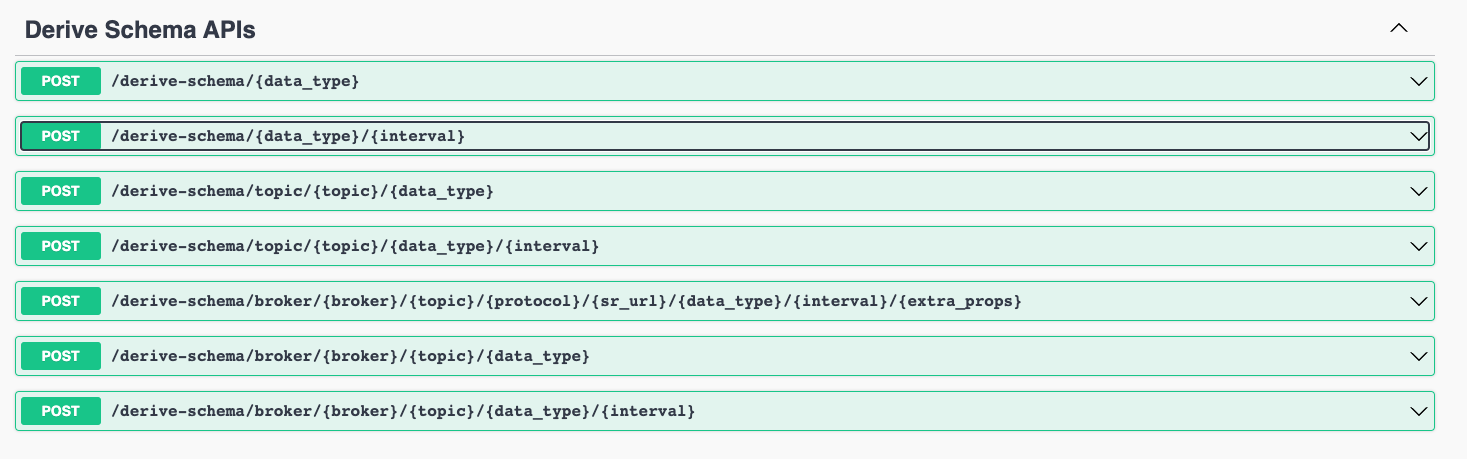 Derive Schema APIs
POST /derive-schema/{data_type}
POST /derive-schema/{data_type}/{interval}
POST /derive-schema/topic/{topic}/{data_type}
POST /derive-schema/topic/{topic}/{data_type}/{interval}
POST /derive-schema/broker/{broker}/{topic}/{protocol}/{sr_url}/{data_type}/{interval}/{extra_props}
POST /derive-schema/broker/{broker}/{topic}/{data_type}
POST /derive-schema/broker/{broker}/{topic}/{data_type}/{interval}